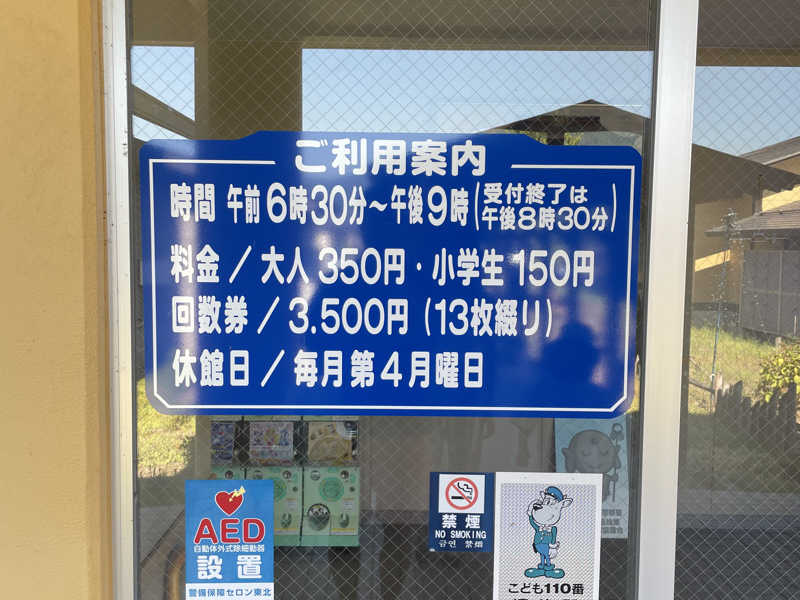 ご利用案内
時間 午前6時30分～午後9時(受付終了は午後8時30分)
料金／大人350円・小学生150円
回数券／3.500円(13枚綴り)
休館日／毎月第4月曜日
AED
自動体外式除細動器
設置
警備保障セロン東北
禁煙
NO SMOKING
금연 禁烟
こども110番